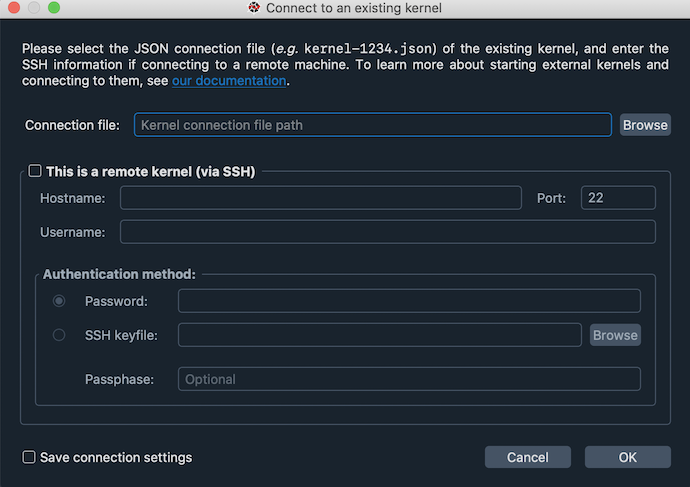 Connect to an existing kernel
Please select the JSON connection file (e.g. kernel-1234.json) of the existing kernel, and enter the
SSH information if connecting to a remote machine. To learn more about starting external kernels and
connecting to them, see our documentation.
Connection file: Kernel connection file path Browse
This is a remote kernel (via SSH)
Hostname: Port: 22
Username:
Authentication method:
Password:
SSH keyfile: Browse
Passphase: Optional
Save connection settings Cancel OK